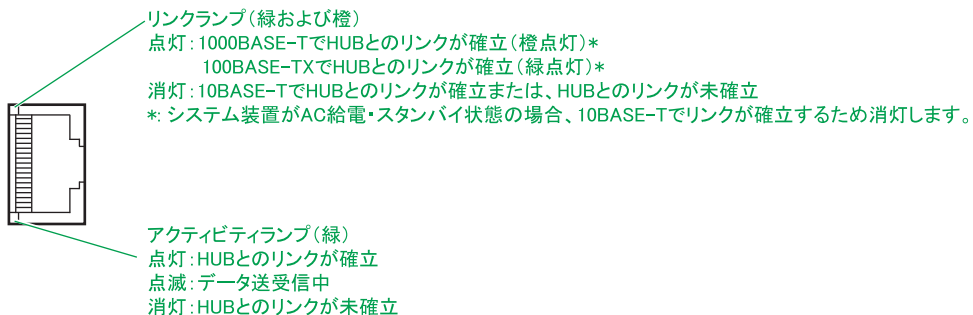 リンクランプ(緑および橙)
点灯:1000BASE-TでHUBとのリンクが確立(橙点灯)*
100BASE-TXでHUBとのリンクが確立(緑点灯)*
消灯:10BASE-TでHUBとのリンクが確立または、HUBとのリンクが未確立
*: システム装置がAC給電・スタンバイ状態の場合、10BASE-Tでリンクが確立するため消灯します。
アクティビティランプ(緑)
点灯:HUBとのリンクが確立
点滅:データ送受信中
消灯:HUBとのリンクが未確立